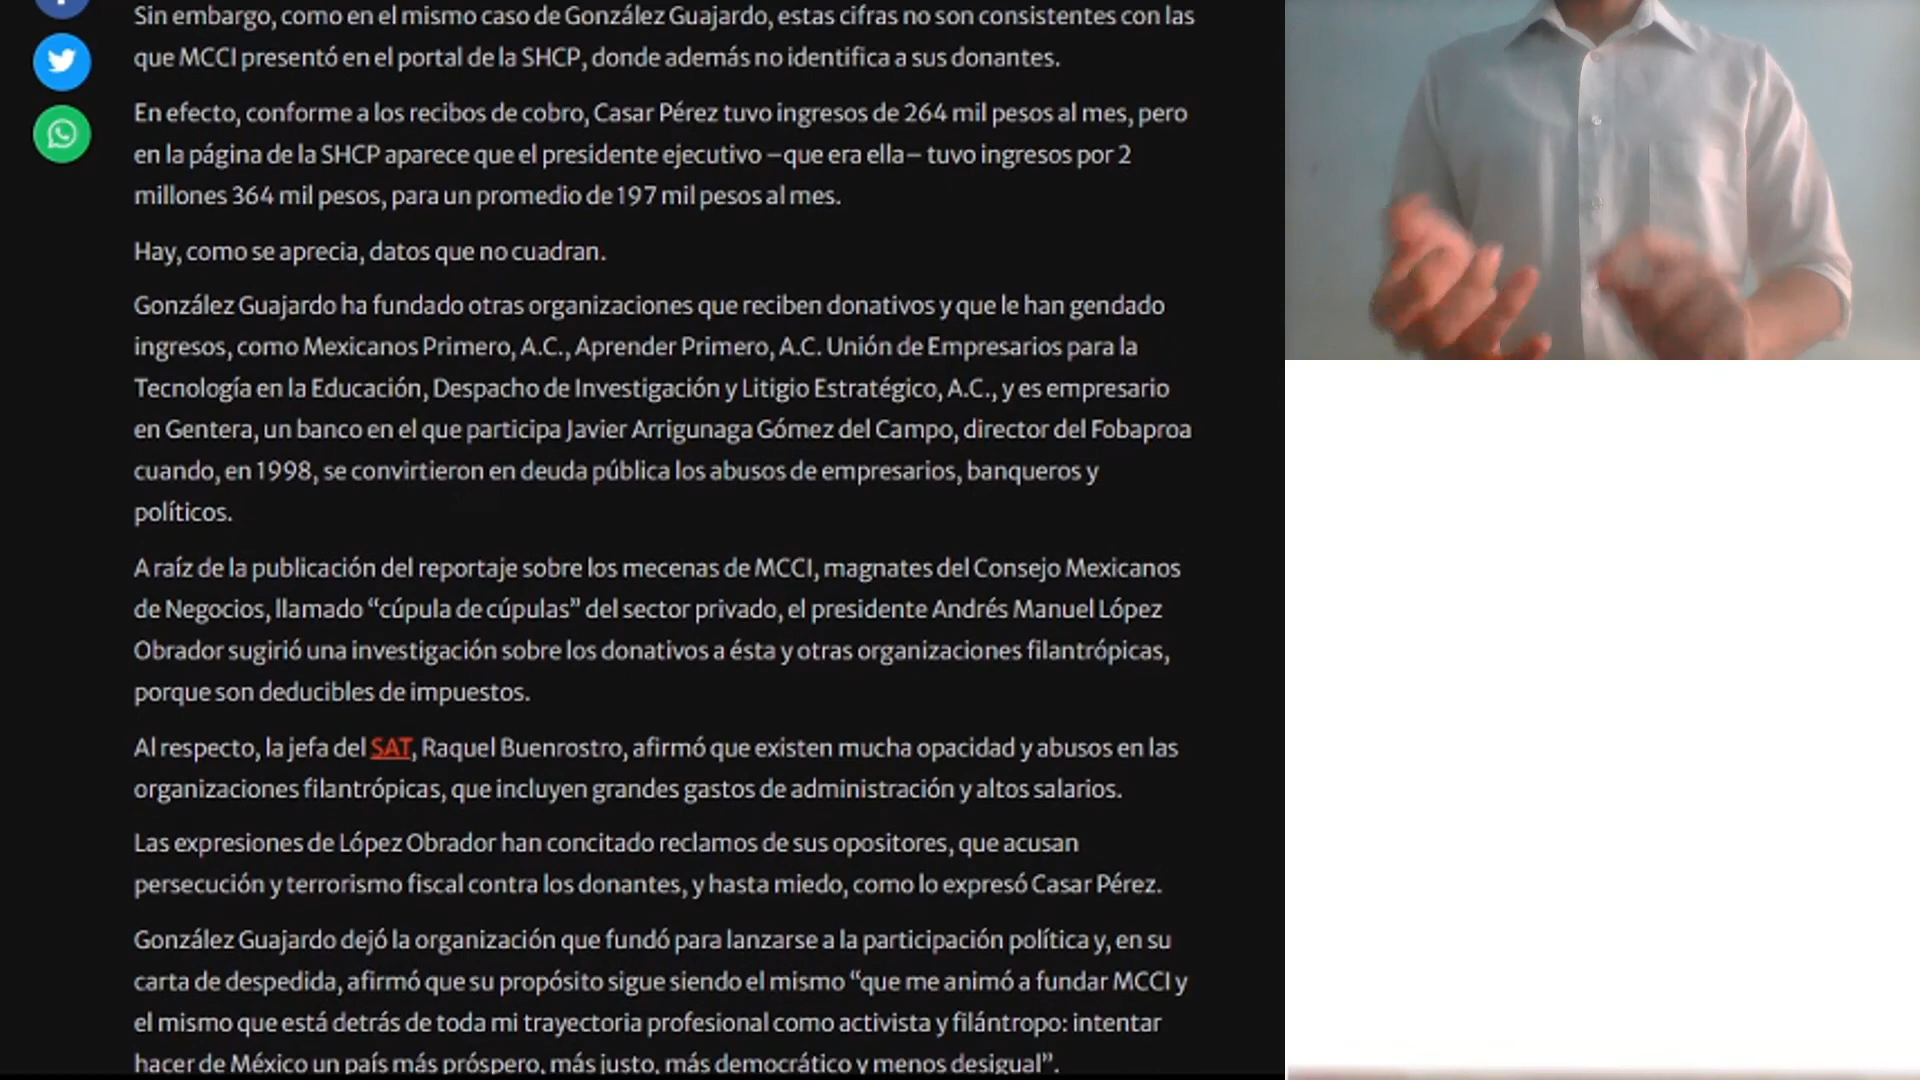 Sin embargo, como en el mismo caso de González Guajardo, estas cifras no son consistentes con las
que MCCI presentó en el portal de la SHCP, donde además no identifica a sus donantes.
En efecto, conforme a los recibos de cobro, Casar Pérez tuvo ingresos de 264 mil pesos al mes, pero
en la página de la SHCP aparece que el presidente ejecutivo –que era ella– tuvo ingresos por 2
millones 364 mil pesos, para un promedio de 197 mil pesos al mes.
Hay, como se aprecia, datos que no cuadran.
González Guajardo ha fundado otras organizaciones que reciben donativos y que le han gendado
ingresos, como Mexicanos Primero, A.C., Aprender Primero, A.C. Unión de Empresarios para la
Tecnología en la Educación, Despacho de Investigación y Litigio Estratégico, A.C., y es empresario
en Gentera, un banco en el que participa Javier Arrigunaga Gómez del Campo, director del Fobaproa
cuando, en 1998, se convirtieron en deuda pública los abusos de empresarios, banqueros y
políticos.
A raíz de la publicación del reportaje sobre los mecenas de MCCI, magnates del Consejo Mexicanos
de Negocios, llamado “cúpula de cúpulas” del sector privado, el presidente Andrés Manuel López
Obrador sugirió una investigación sobre los donativos a ésta y otras organizaciones filantrópicas,
porque son deducibles de impuestos.
Al respecto, la jefa del SAT, Raquel Buenrostro, afirmó que existen mucha opacidad y abusos en las
organizaciones filantrópicas, que incluyen grandes gastos de administración y altos salarios.
Las expresiones de López Obrador han concitado reclamos de sus opositores, que acusan
persecución y terrorismo fiscal contra los donantes, y hasta miedo, como lo expresó Casar Pérez.
González Guajardo dejó la organización que fundó para lanzarse a la participación política y, en su
carta de despedida, afirmó que su propósito sigue siendo el mismo “que me animó a fundar MCCI y
el mismo que está detrás de toda mi trayectoria profesional como activista y filántropo: intentar
hacer de México un país más próspero, más justo, más democrático y menos desigual”.